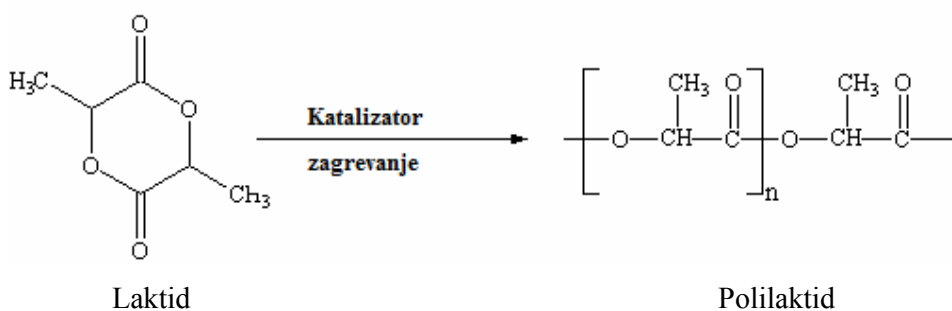 O
H₃C
O
Katalizator
zagrevanje
O
CH₃
O
CH₃ O CH₃ O
O—CH—C O—CH—C
n
Laktid Polilaktid